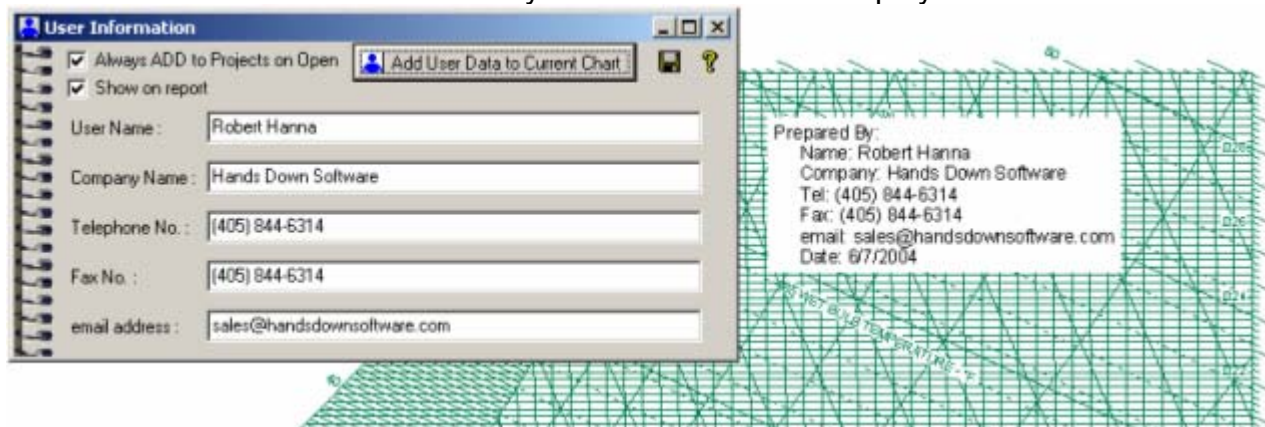 User Information
Always ADD to Projects on Open
Add User Data to Current Chart
Show on report
User Name :
Robert Hanna
Company Name :
Hands Down Software
Telephone No. :
(405) 844-6314
Fax No. :
(405) 844-6314
email address :
sales@handsdownsoftware.com
Prepared By:
Name: Robert Hanna
Company: Hands Down Software
Tel: (405) 844-6314
Fax: (405) 844-6314
email: sales@handsdownsoftware.com
Date: 6/7/2004
WET BULB TEMPERATURE - °F